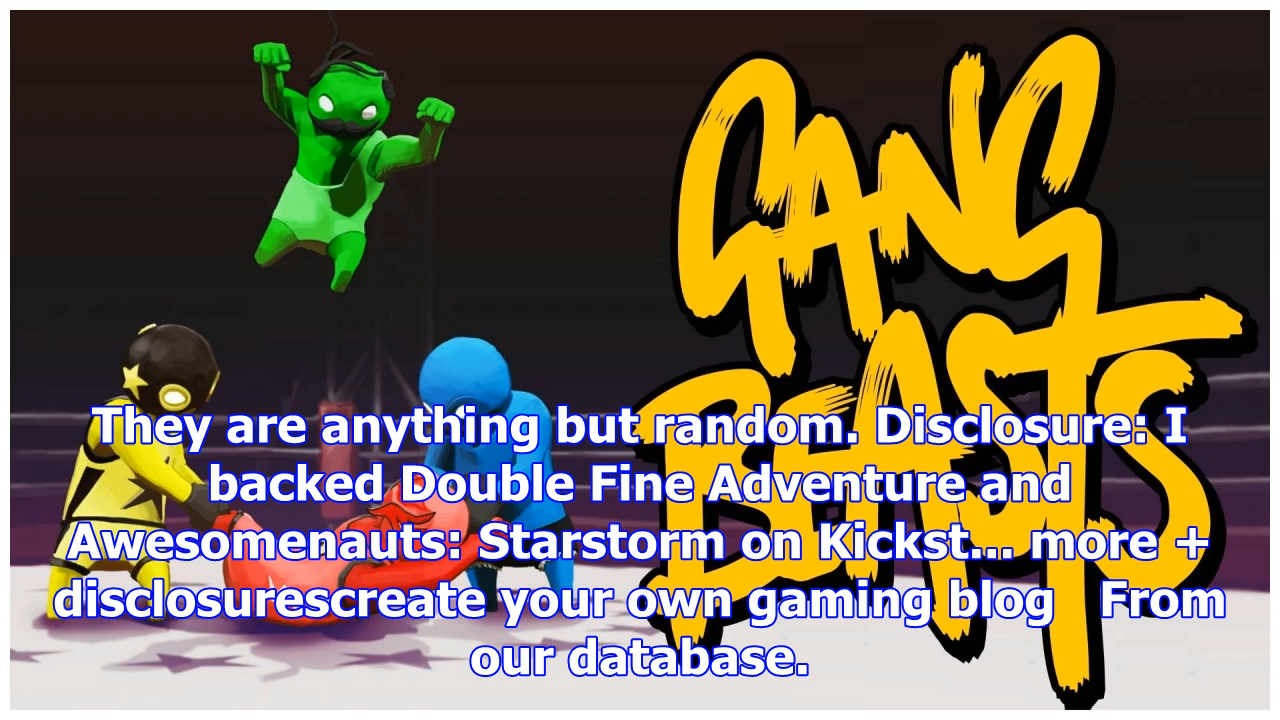 GANG
BEASTS
They are anything but random. Disclosure: I
backed Double Fine Adventure and
Awesomenauts: Starstorm on Kickst... more +
disclosurescreate your own gaming blog   From
our database.